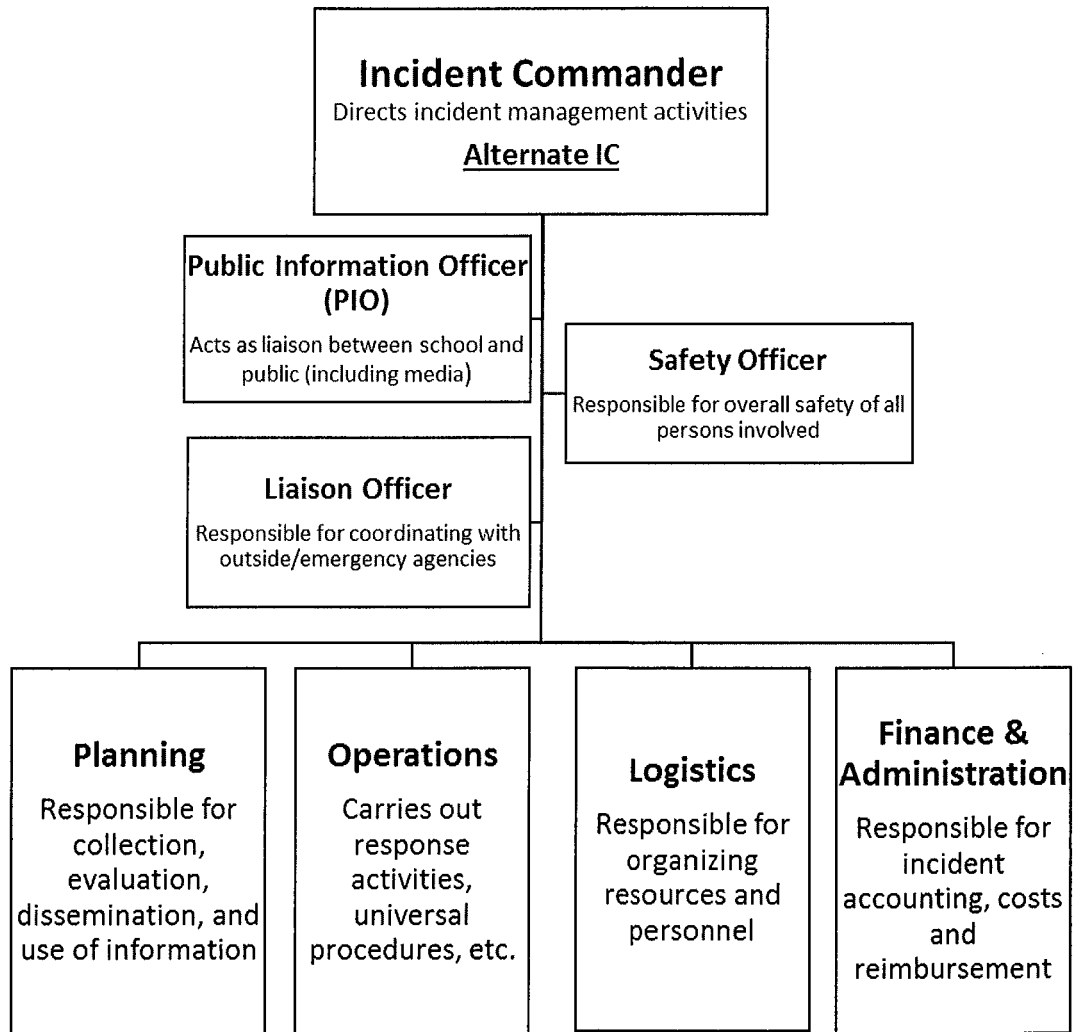 Incident Commander
Directs incident management activities
Alternate IC
Public Information Officer
(PIO)
Acts as liaison between school and
public (including media)
Safety Officer
Responsible for overall safety of all
persons involved
Liaison Officer
Responsible for coordinating with
outside/emergency agencies
Planning
Responsible for
collection,
evaluation,
dissemination, and
use of information
Operations
Carries out
response
activities,
universal
procedures, etc.
Logistics
Responsible for
organizing
resources and
personnel
Finance &
Administration
Responsible for
incident
accounting, costs
and
reimbursement